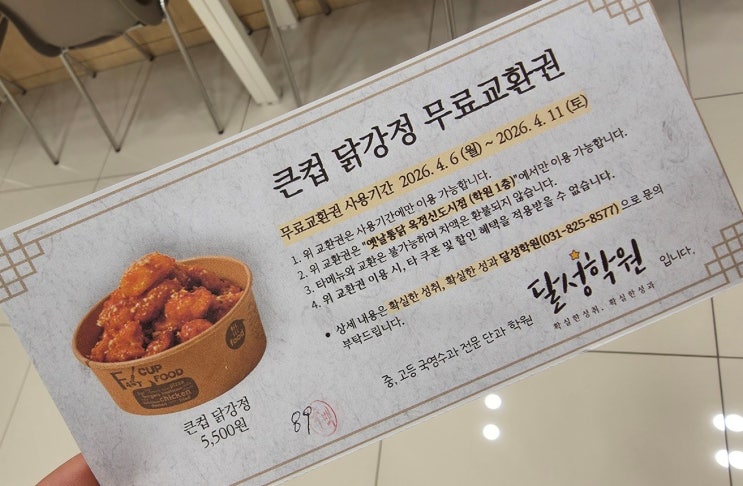 큰컵 닭강정 무료교환권
무료교환권 사용기간 2026. 4. 6 (월) ~ 2026. 4. 11 (토)
1. 위 교환권은 사용기간에만 이용 가능합니다.
2. 위 교환권은 "옛날통닭 옥정신도시점 (학원 1층)"에서만 이용 가능합니다.
3. 타메뉴와 교환은 불가능하며 차액은 환불되지 않습니다.
4. 위 교환권 이용 시, 타 쿠폰 및 할인 혜택을 적용받을 수 없습니다.
• 상세 내용은 확실한 성취, 확실한 성과 달성학원(031-825-8577)으로 문의
부탁드립니다.
중, 고등 국영수과 전문 단과 학원 달성학원 입니다.
확실한 성취, 확실한 성과
CUP
FAST FOOD
chicken
큰컵 닭강정
5,500원
89